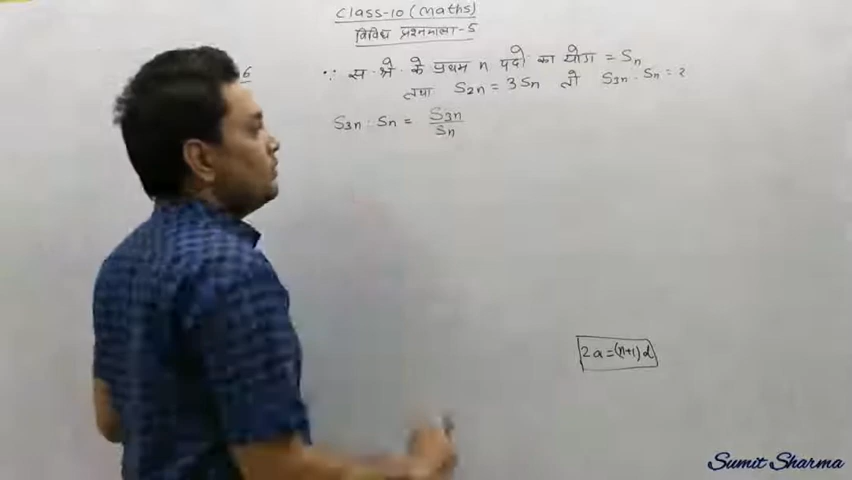 Class-10 (Maths)
विविध प्रश्नमाला-5
6
∵ स.श्रे. के प्रथम n पदों का योग = Sn
तथा S2n = 3Sn तो S3n : Sn = ?
S3n : Sn = S3n / Sn
2a=(n+1)d
Sumit Sharma